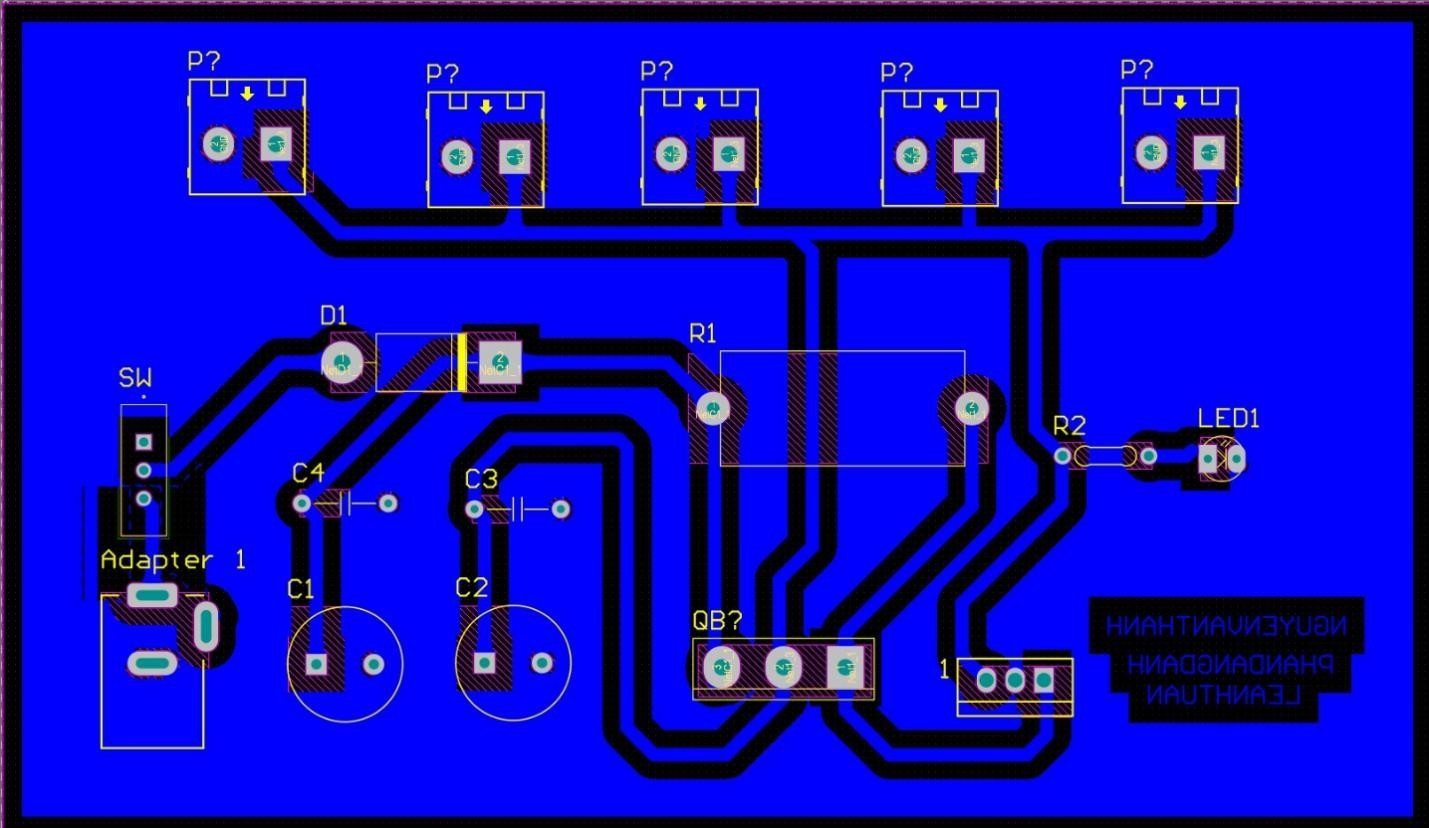 P?
P?
P?
P?
P?
D1
R1
SW
R2
LED1
C4
C3
Adapter 1
C1
C2
QB?
1
NGUYENVANTHANH
PHANDANGDANH
LEANHTUAN